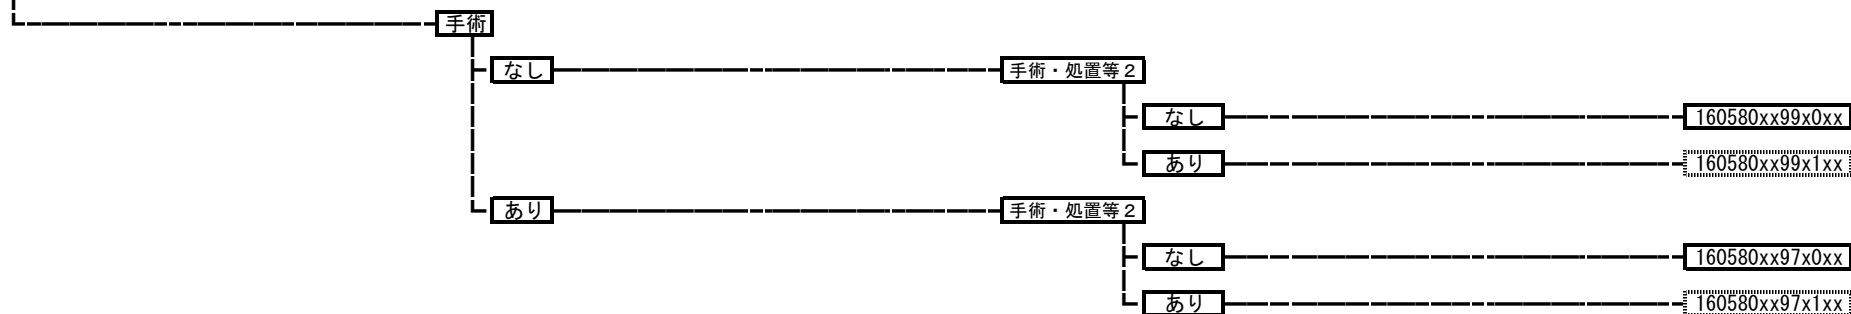 手術
なし
手術・処置等２
なし
160580xx99x0xx
あり
160580xx99x1xx
あり
手術・処置等２
なし
160580xx97x0xx
あり
160580xx97x1xx